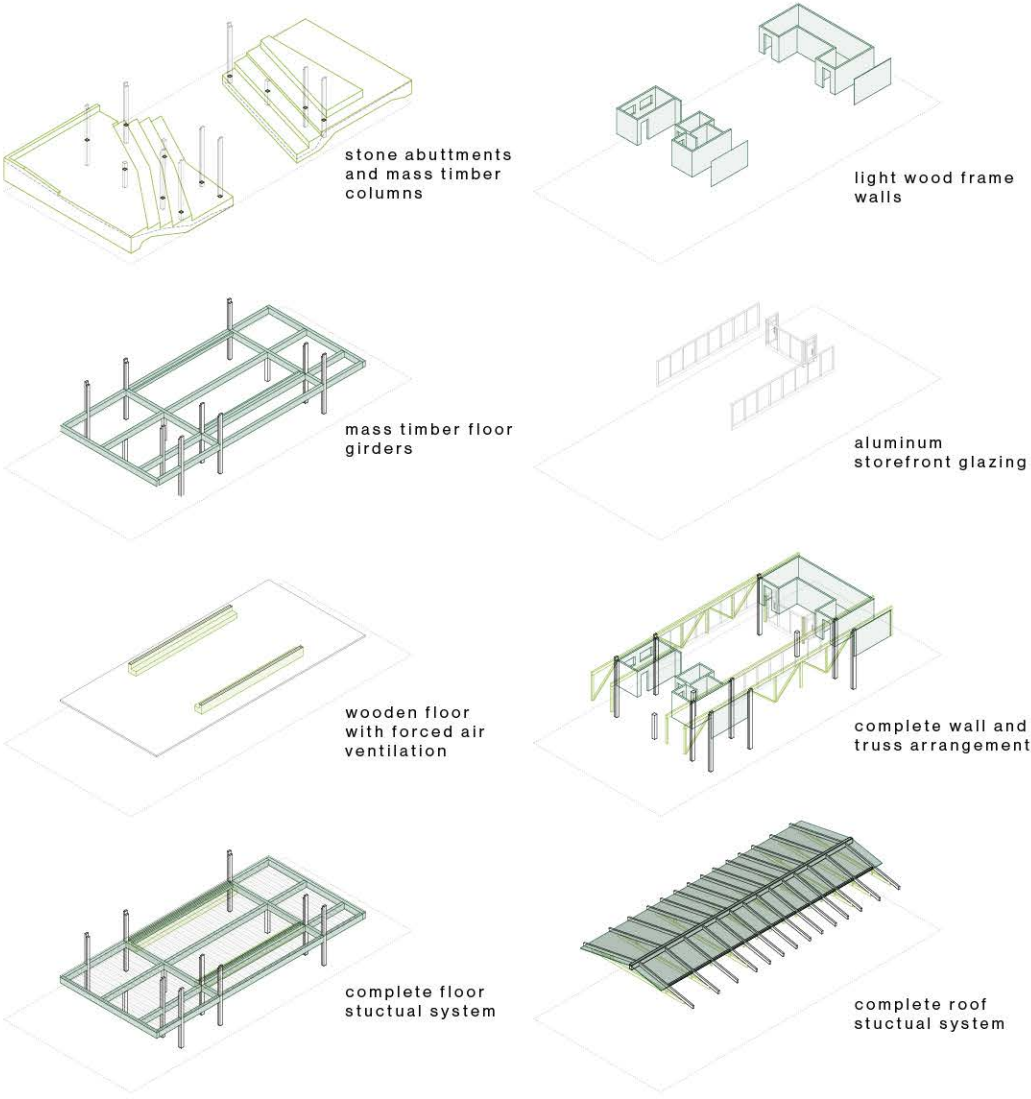 stone abuttments
and mass timber
columns
light wood frame
walls
mass timber floor
girders
aluminum
storefront glazing
wooden floor
with forced air
ventilation
complete wall and
truss arrangement
complete floor
stuctual system
complete roof
stuctual system